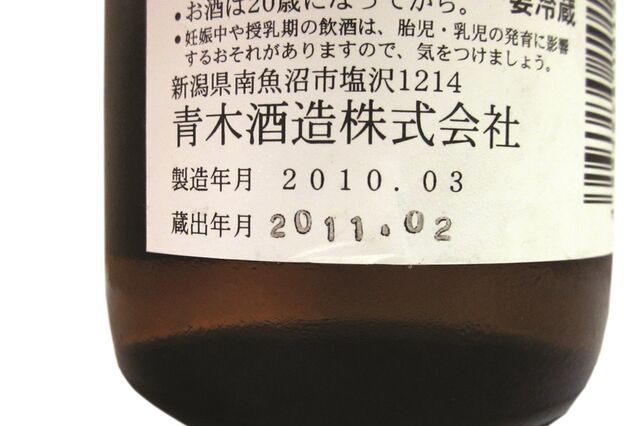 •お酒は20歳になってから。 要冷蔵
•妊娠中や授乳期の飲酒は、胎児・乳児の発育に影響
するおそれがありますので、気をつけましょう。
新潟県南魚沼市塩沢1214
青木酒造株式会社
製造年月 2010.03
蔵出年月 2011.02